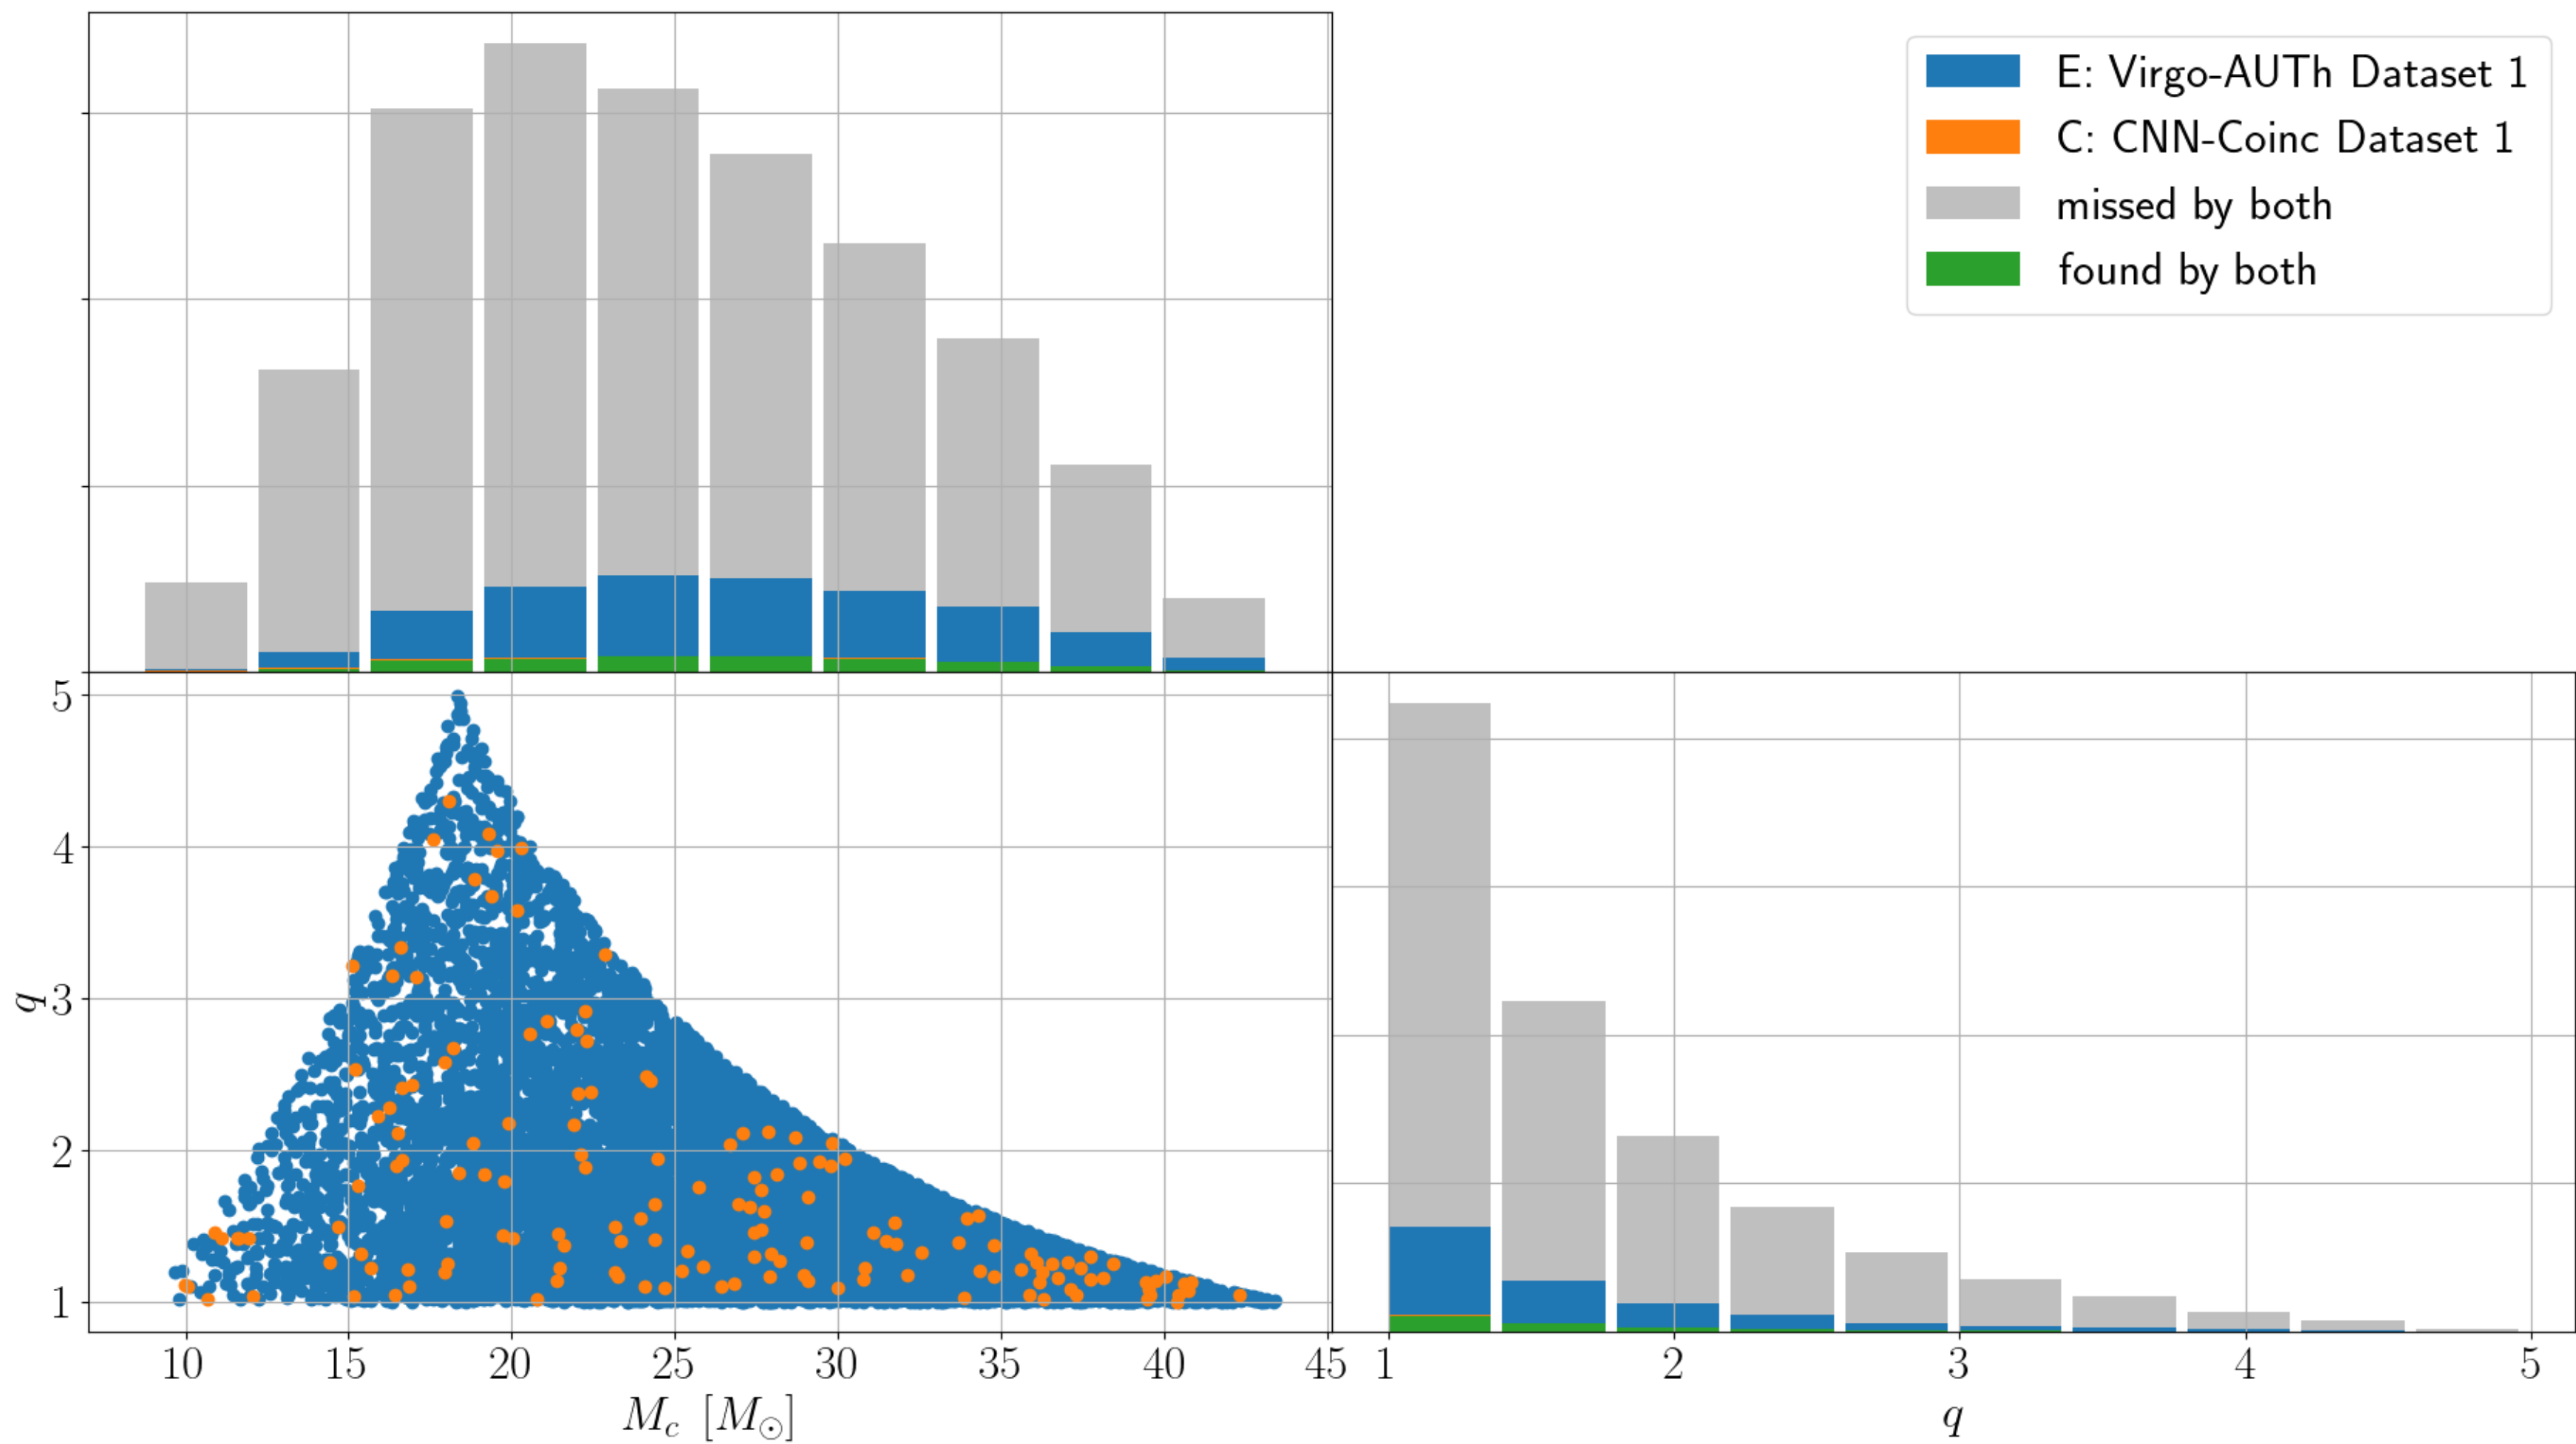 E: Virgo-AUTh Dataset 1
C: CNN-Coinc Dataset 1
missed by both
found by both
5
4
3
2
1
q
10 15 20 25 30 35 40 45
M_c [M_⊙]
1 2 3 4 5
q